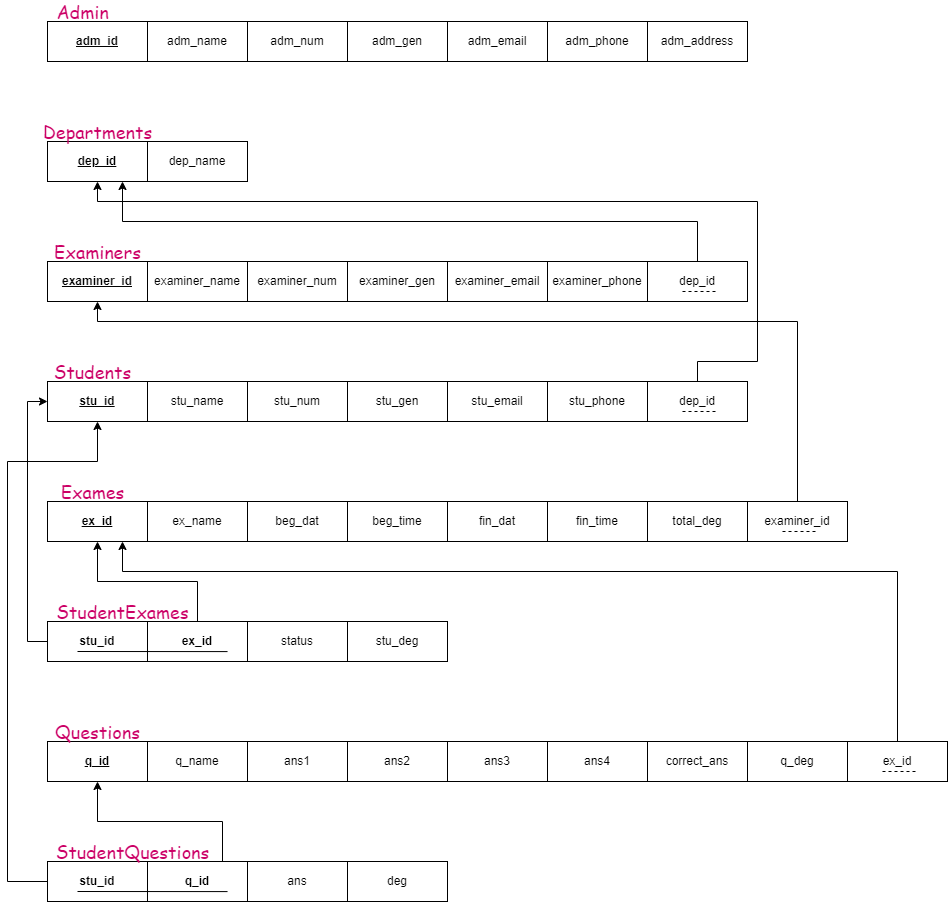 Admin
adm_id adm_name adm_num adm_gen adm_email adm_phone adm_address
Departments
dep_id dep_name
Examiners
examiner_id examiner_name examiner_num examiner_gen examiner_email examiner_phone dep_id
Students
stu_id stu_name stu_num stu_gen stu_email stu_phone dep_id
Exames
ex_id ex_name beg_dat beg_time fin_dat fin_time total_deg examiner_id
StudentExames
stu_id ex_id status stu_deg
Questions
q_id q_name ans1 ans2 ans3 ans4 correct_ans q_deg ex_id
StudentQuestions
stu_id q_id ans deg